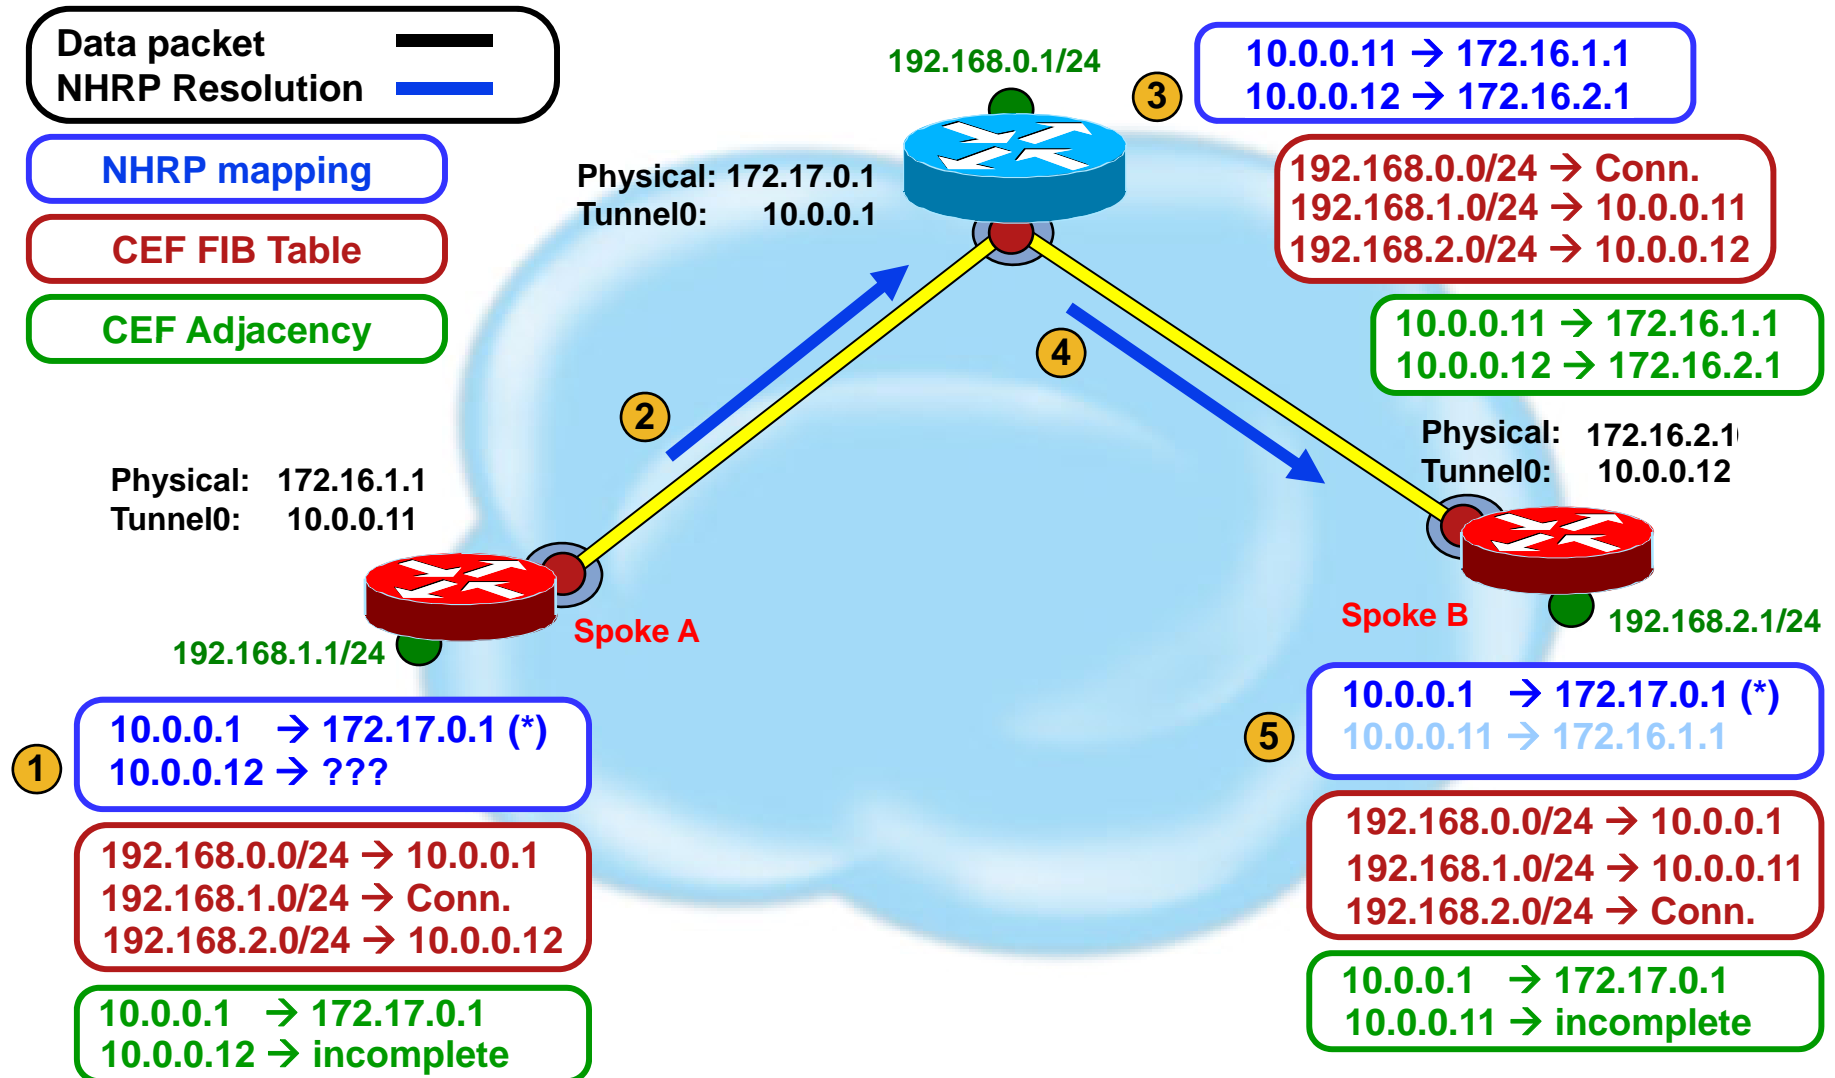 Data packet
NHRP Resolution
NHRP mapping
CEF FIB Table
CEF Adjacency
192.168.0.1/24
3
10.0.0.11 → 172.16.1.1
10.0.0.12 → 172.16.2.1
192.168.0.0/24 → Conn.
192.168.1.0/24 → 10.0.0.11
192.168.2.0/24 → 10.0.0.12
10.0.0.11 → 172.16.1.1
10.0.0.12 → 172.16.2.1
Physical: 172.17.0.1
Tunnel0: 10.0.0.1
2
4
Physical: 172.16.1.1
Tunnel0: 10.0.0.11
Physical: 172.16.2.1
Tunnel0: 10.0.0.12
Spoke A
192.168.1.1/24
Spoke B
192.168.2.1/24
1
10.0.0.1 → 172.17.0.1 (*)
10.0.0.12 → ???
192.168.0.0/24 → 10.0.0.1
192.168.1.0/24 → Conn.
192.168.2.0/24 → 10.0.0.12
10.0.0.1 → 172.17.0.1
10.0.0.12 → incomplete
5
10.0.0.1 → 172.17.0.1 (*)
10.0.0.11 → 172.16.1.1
192.168.0.0/24 → 10.0.0.1
192.168.1.0/24 → 10.0.0.11
192.168.2.0/24 → Conn.
10.0.0.1 → 172.17.0.1
10.0.0.11 → incomplete